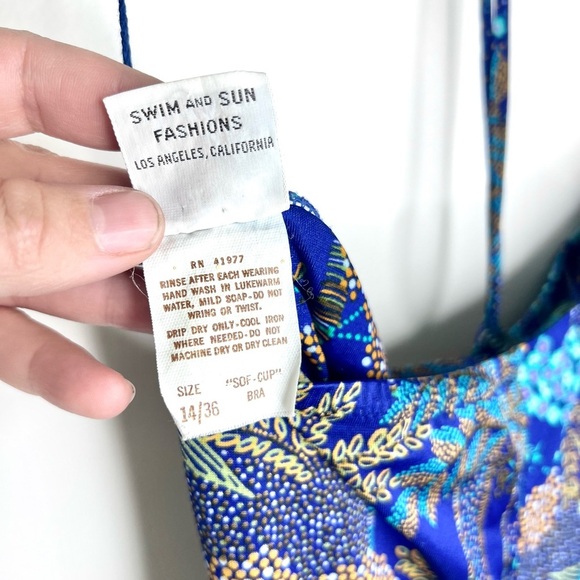 SWIM AND SUN
FASHIONS
LOS ANGELES, CALIFORNIA
RN 41977
RINSE AFTER EACH WEARING
HAND WASH IN LUKEWARM
WATER, MILD SOAP-DO NOT
WRING OR TWIST.
DRIP DRY ONLY-COOL IRON
WHERE NEEDED-DO NOT
MACHINE DRY OR DRY CLEAN
SIZE "SOF-CUP"
14/36 BRA